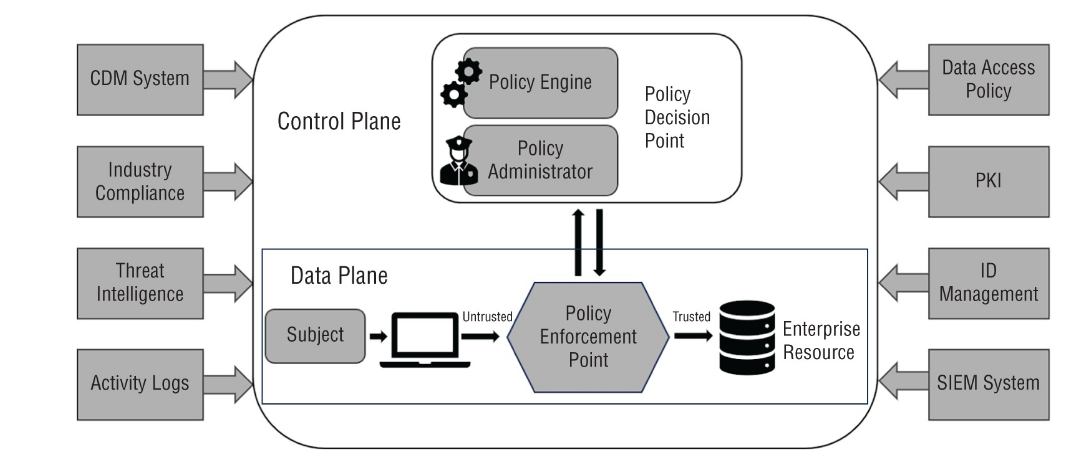 CDM System
Industry
Compliance
Threat
Intelligence
Activity Logs
Control Plane
Policy Engine
Policy
Administrator
Policy
Decision
Point
Data Plane
Subject
Untrusted
Policy
Enforcement
Point
Trusted
Enterprise
Resource
Data Access
Policy
PKI
ID
Management
SIEM System